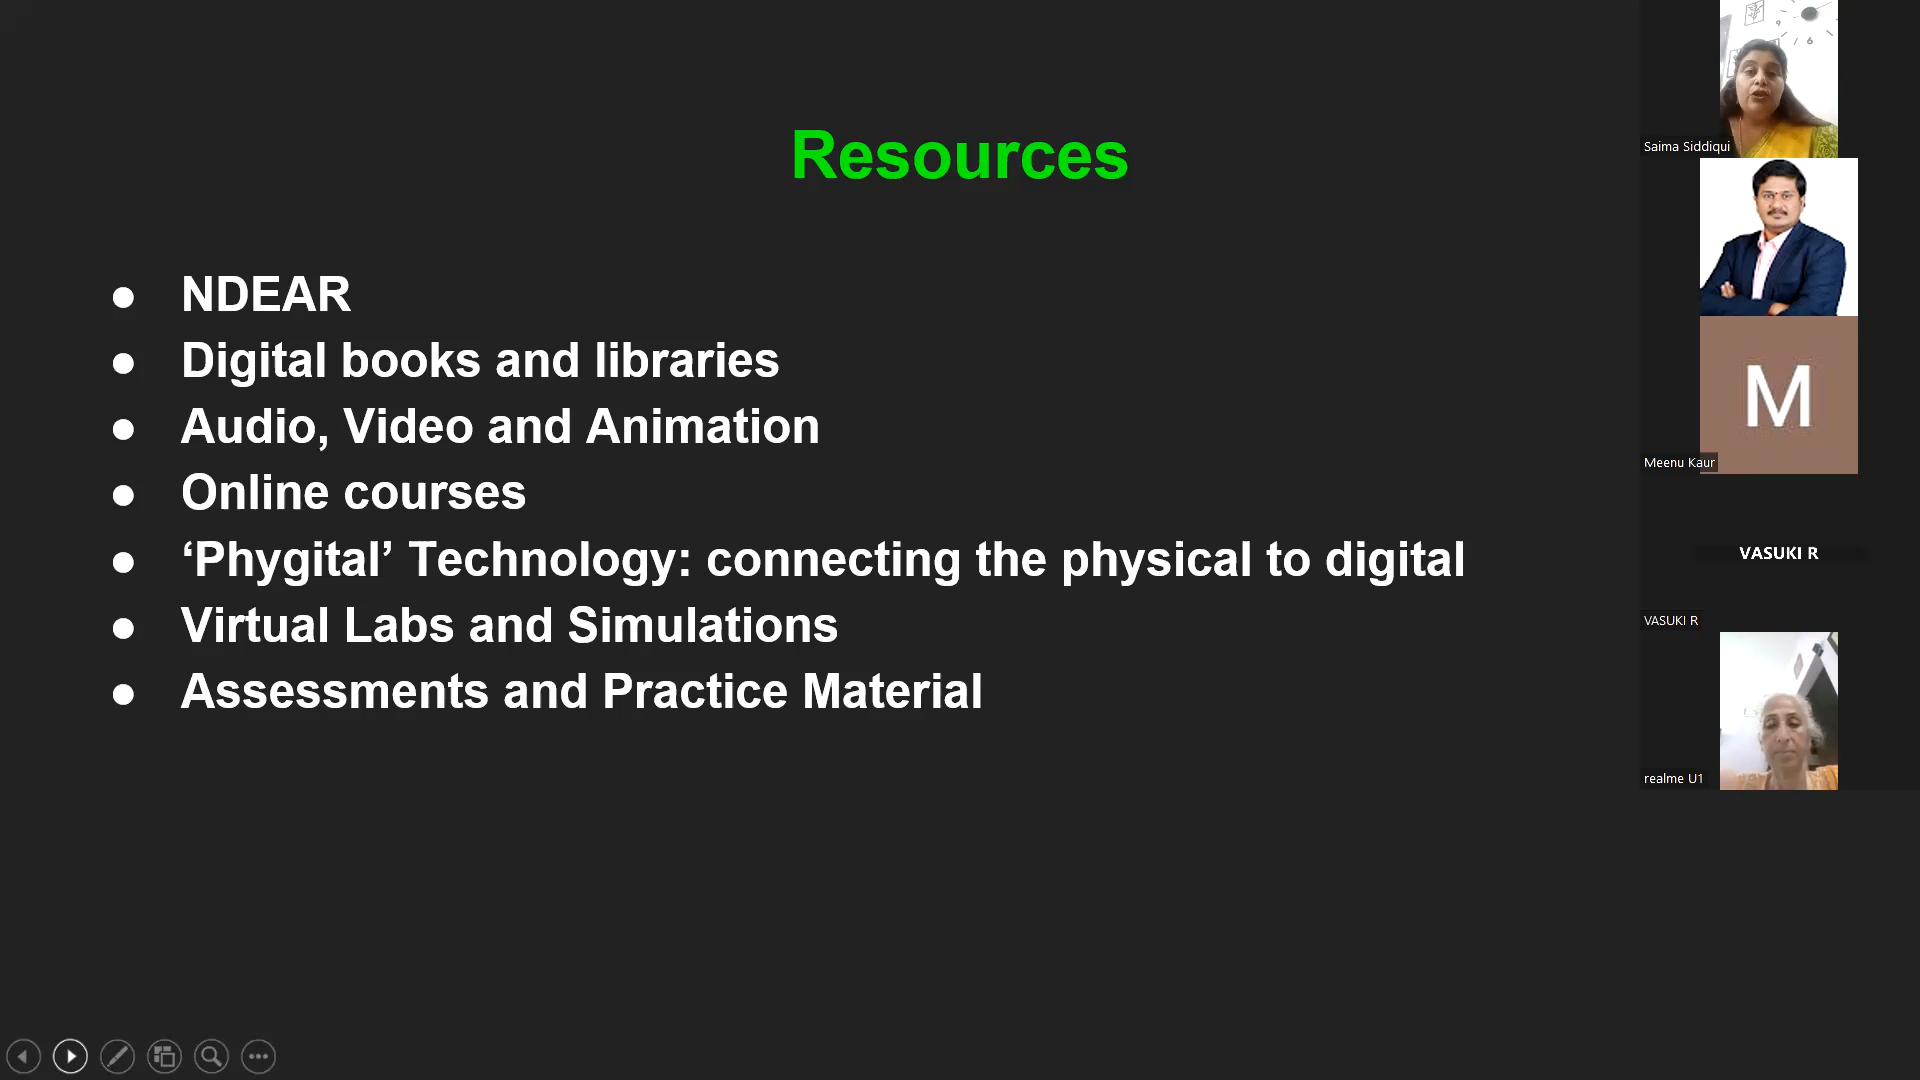 Resources
● NDEAR
● Digital books and libraries
● Audio, Video and Animation
● Online courses
● ‘Phygital’ Technology: connecting the physical to digital
● Virtual Labs and Simulations
● Assessments and Practice Material
Saima Siddiqui
M
Meenu Kaur
VASUKI R
VASUKI R
realme U1